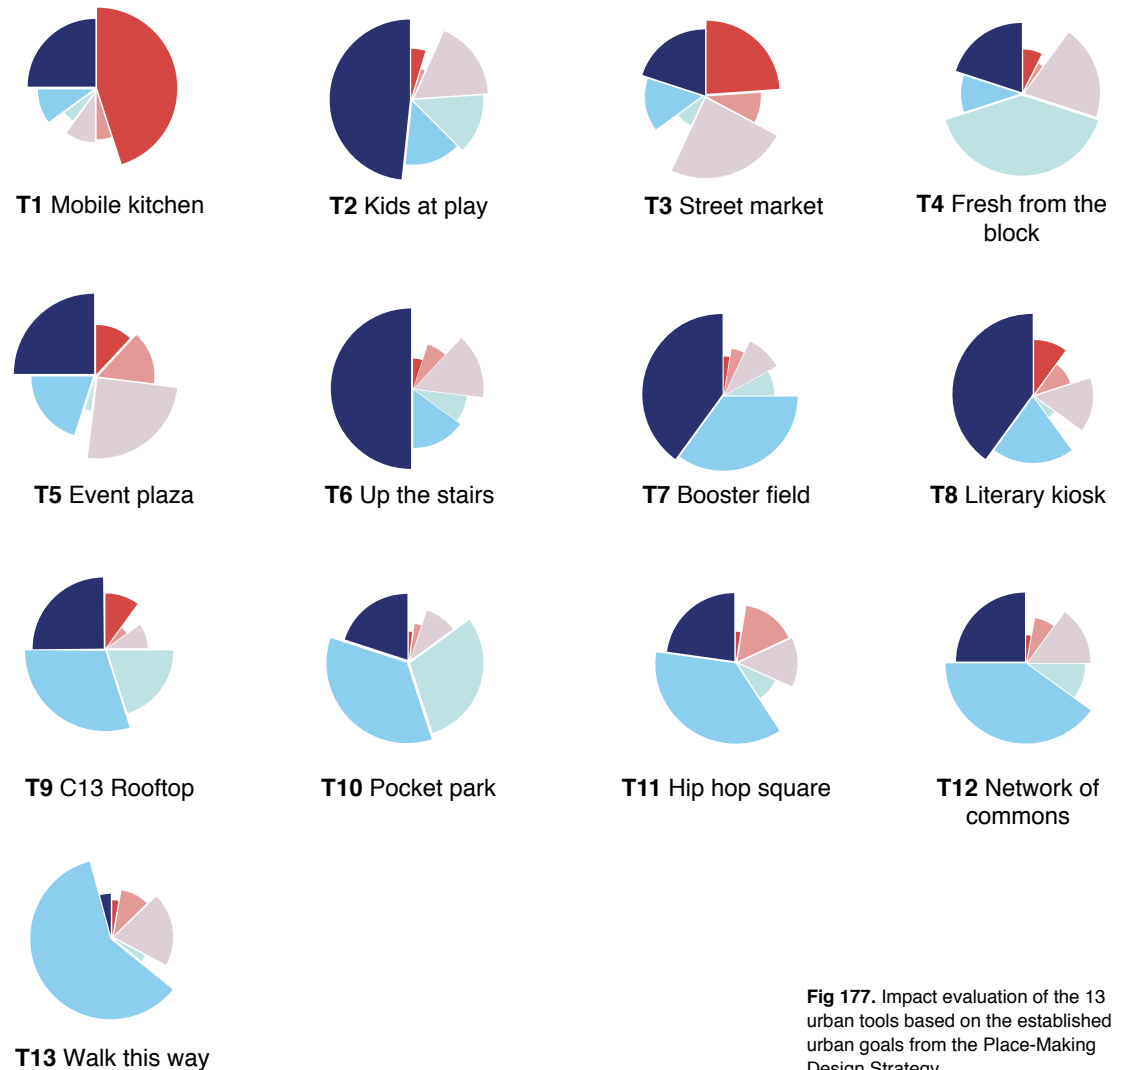 T1 Mobile kitchen
T2 Kids at play
T3 Street market
T4 Fresh from the
block
T5 Event plaza
T6 Up the stairs
T7 Booster field
T8 Literary kiosk
T9 C13 Rooftop
T10 Pocket park
T11 Hip hop square
T12 Network of
commons
T13 Walk this way
Fig 177. Impact evaluation of the 13
urban tools based on the established
urban goals from the Place-Making
Design Strategy